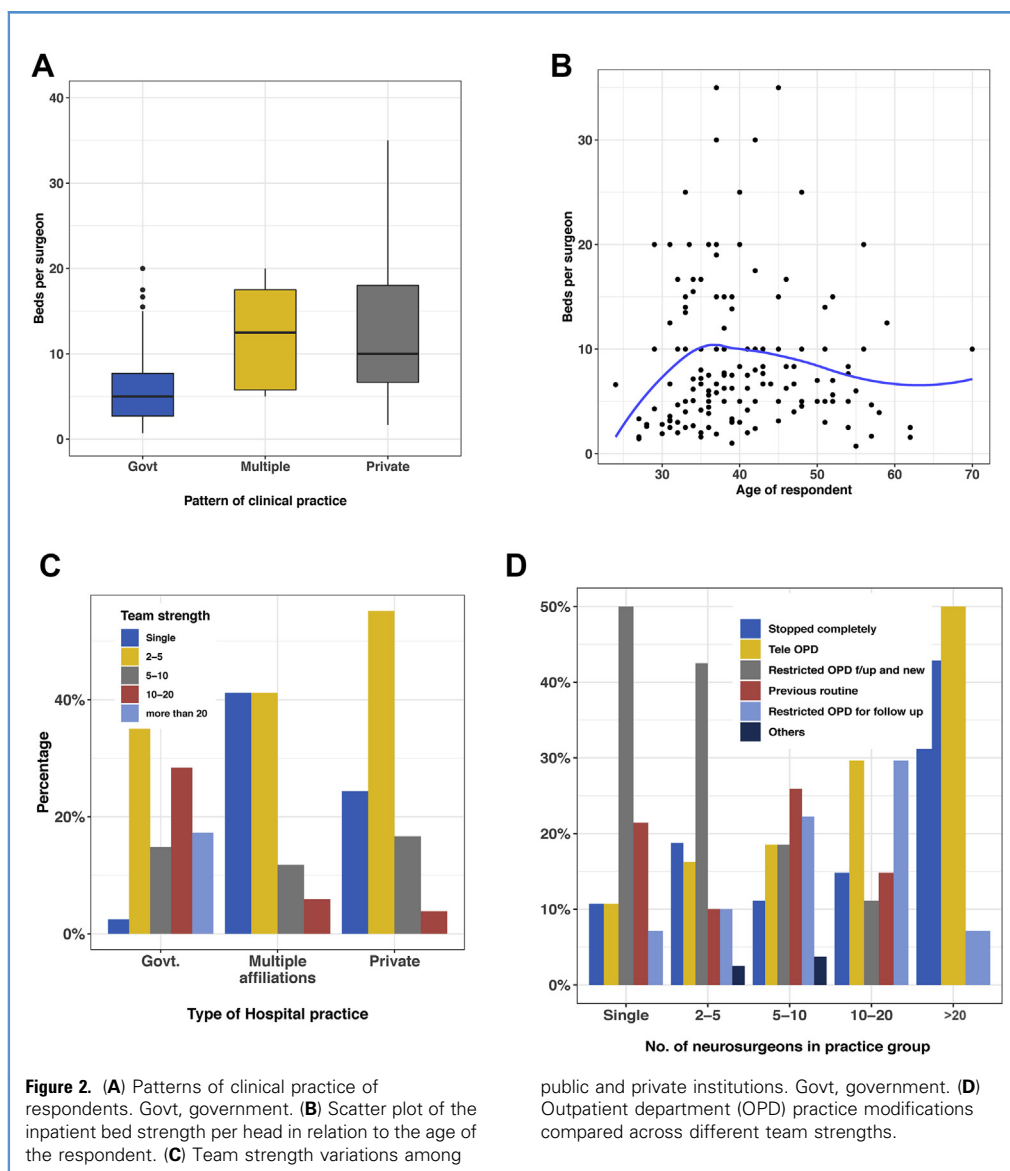 A
40
30
20
10
0
Beds per surgeon
Govt
Multiple
Private
Pattern of clinical practice
B
30
20
10
0
Beds per surgeon
30
40
50
60
70
Age of respondent
C
Team strength
Single
2–5
5–10
10–20
more than 20
40%
20%
0%
Percentage
Govt.
Multiple
affiliations
Private
Type of Hospital practice
D
50%
40%
30%
20%
10%
0%
Stopped completely
Tele OPD
Restricted OPD f/up and new
Previous routine
Restricted OPD for follow up
Others
Single
2–5
5–10
10–20
>20
No. of neurosurgeons in practice group
Figure 2. (A) Patterns of clinical practice of
respondents. Govt, government. (B) Scatter plot of the
inpatient bed strength per head in relation to the age of
the respondent. (C) Team strength variations among
public and private institutions. Govt, government. (D)
Outpatient department (OPD) practice modifications
compared across different team strengths.